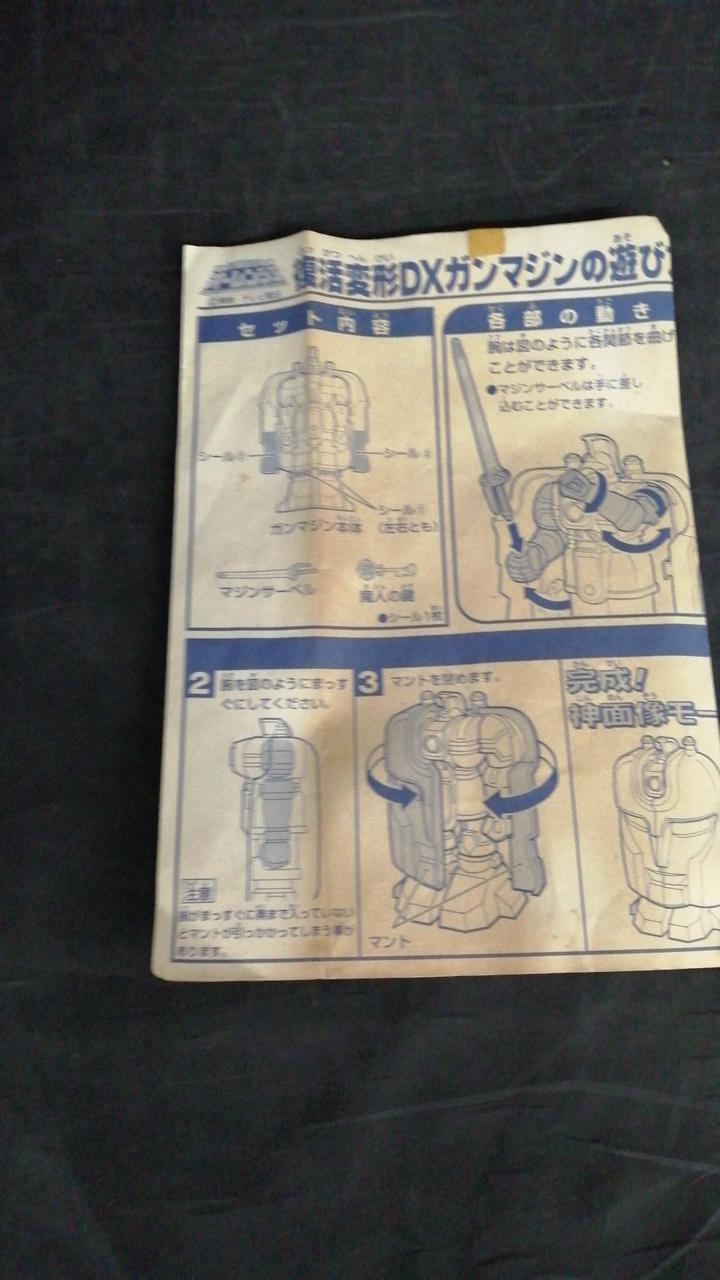 復活変形DXガンマジンの遊び
セット内容
シール
シール
シール①
ガンマジン本体 (左右とも)
マジンサーベル
魔人の鍵
●シール1枚
各部の動き
腕は図のように各関節を曲げ
ことができます。
●マジンサーベルは手に差し
込むことができます。
2 腕を図のようにまっす
ぐにしてください。
注意
腕がまっすぐに奥まで入っていない
とマントが引っかかってしまう事が
あります。
3 マントを閉めます。
マント
完成!
神面像モー